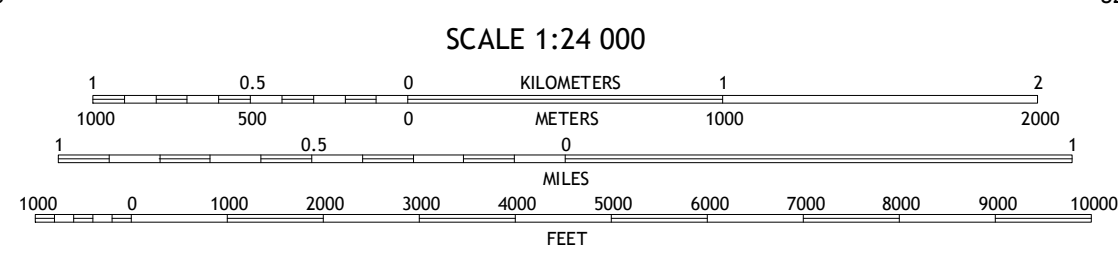 SCALE 1:24 000
1 0.5 0 KILOMETERS 1 2
1000 500 0 METERS 1000 2000
1 0.5 0 1
MILES
1000 0 1000 2000 3000 4000 5000 6000 7000 8000 9000 10000
FEET